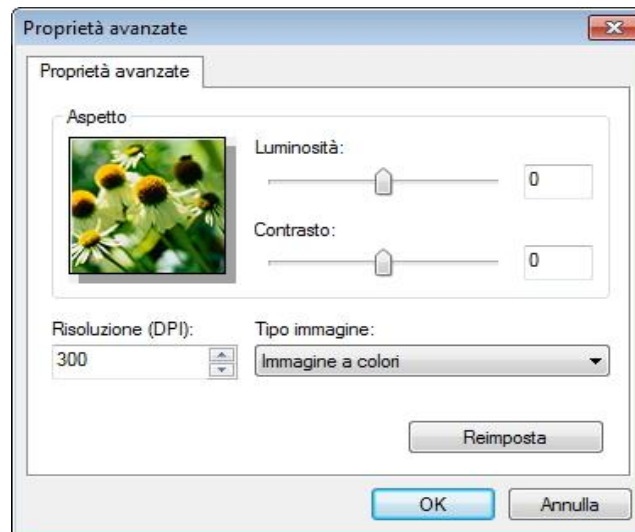 Proprietà avanzate
Proprietà avanzate
Aspetto
Luminosità:
0
Contrasto:
0
Risoluzione (DPI):
Tipo immagine:
300
Immagine a colori
Reimposta
OK
Annulla